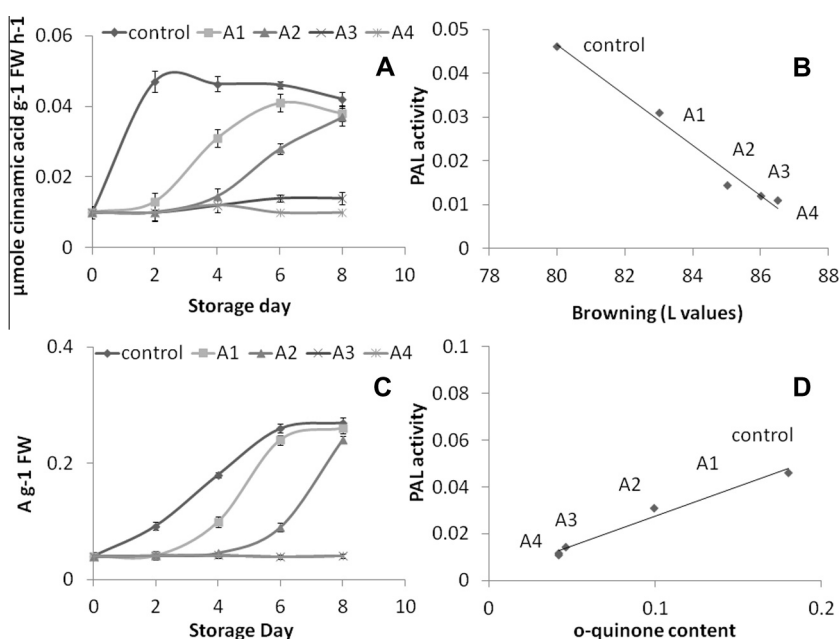 control A1 A2 A3 A4
A
µmole cinnamic acid g-1 FW h-1
0.06
0.04
0.02
0
0 2 4 6 8 10
Storage day
B
PAL activity
0.05
0.04
0.03
0.02
0.01
0
control
A1
A2
A3
A4
78 80 82 84 86 88
Browning (L values)
control A1 A2 A3 A4
C
A g-1 FW
0.4
0.2
0
0 2 4 6 8 10
Storage Day
D
PAL activity
0.1
0.08
0.06
0.04
0.02
0
control
A1
A2
A3
A4
0 0.1 0.2
o-quinone content